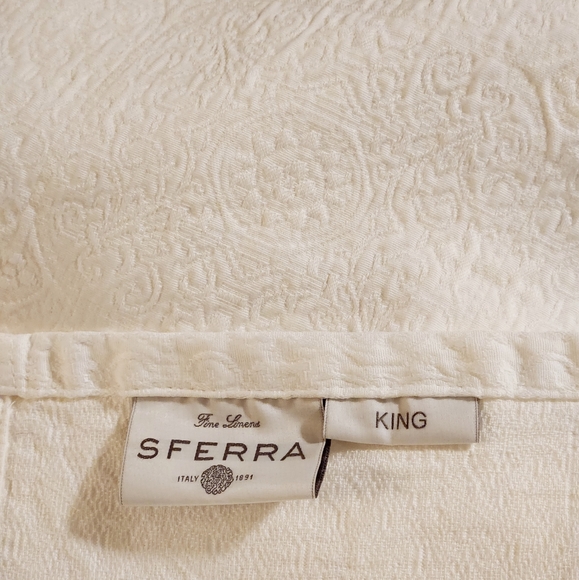 Fine Linens
SFERRA
ITALY 1891
KING